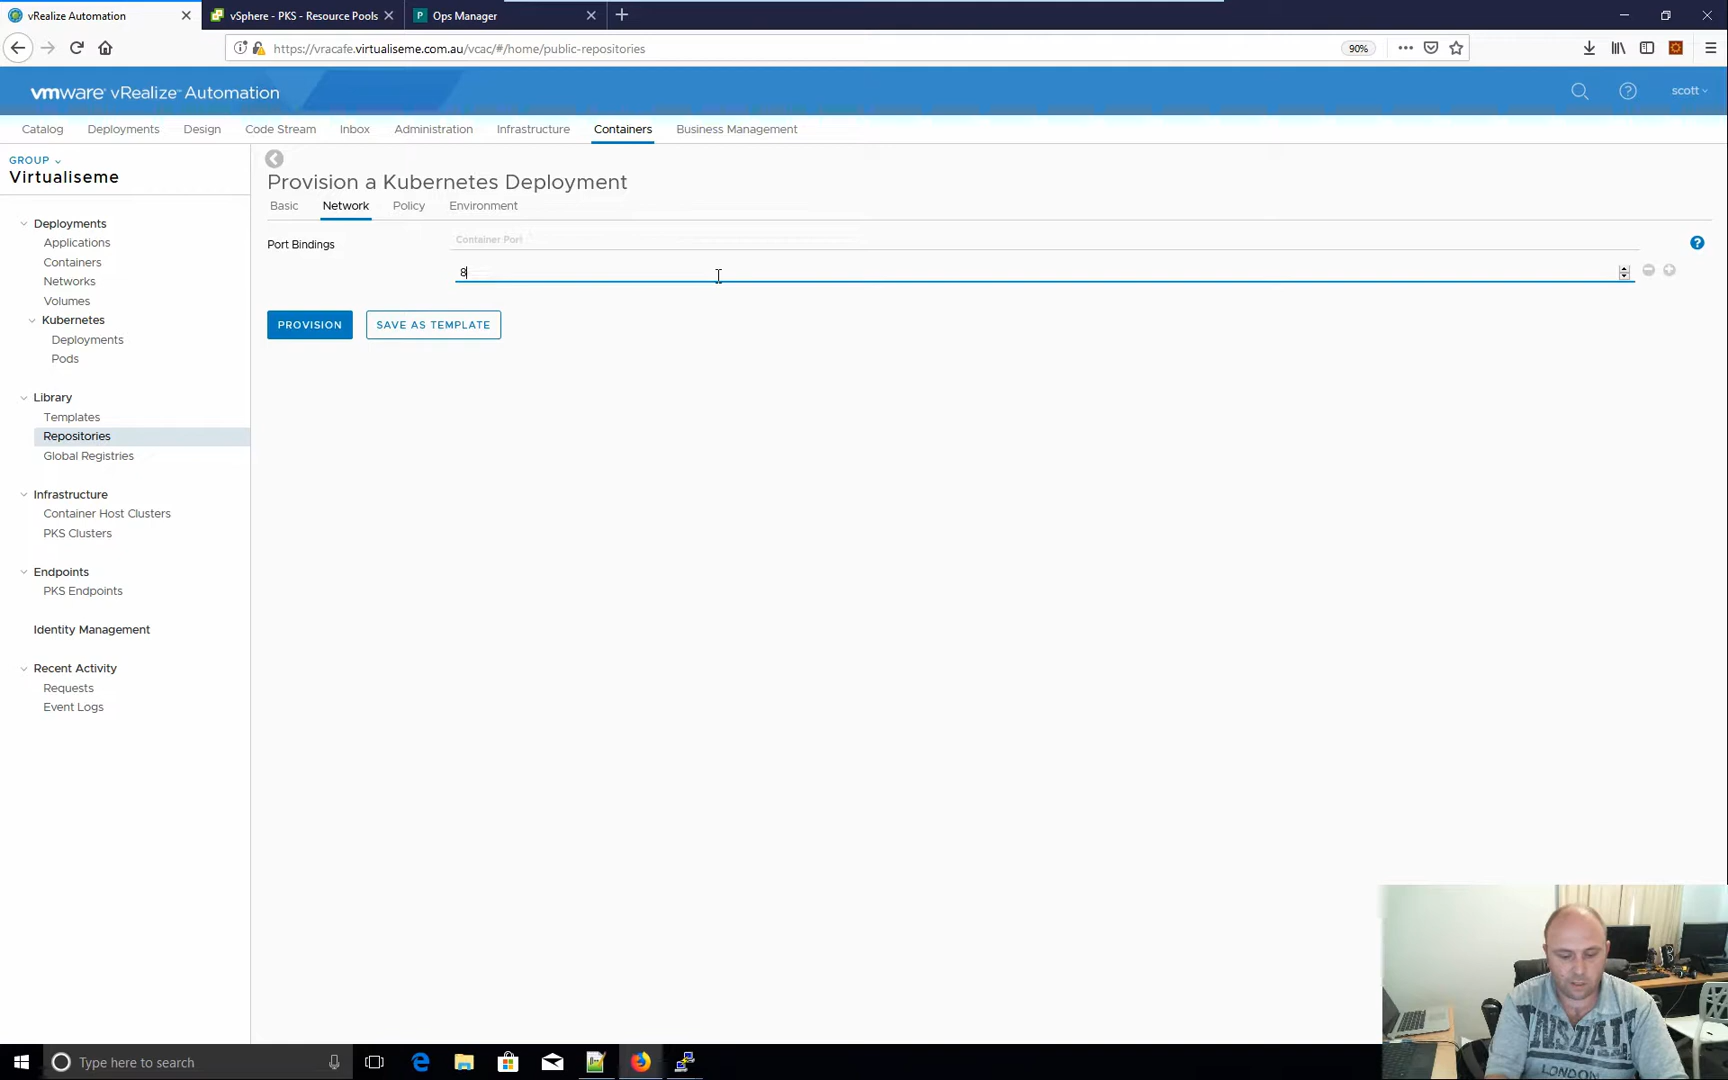 vRealize Automation
vSphere - PKS - Resource Pools
Ops Manager
https://vracafe.virtualiseme.com.au/vcac/#/home/public-repositories
90%
vmware vRealize Automation
scott
Catalog
Deployments
Design
Code Stream
Inbox
Administration
Infrastructure
Containers
Business Management
GROUP
Virtualiseme
Deployments
Applications
Containers
Networks
Volumes
Kubernetes
Deployments
Pods
Library
Templates
Repositories
Global Registries
Infrastructure
Container Host Clusters
PKS Clusters
Endpoints
PKS Endpoints
Identity Management
Recent Activity
Requests
Event Logs
Provision a Kubernetes Deployment
Basic
Network
Policy
Environment
Port Bindings
Container Port
8
PROVISION
SAVE AS TEMPLATE
LONDON
Type here to search